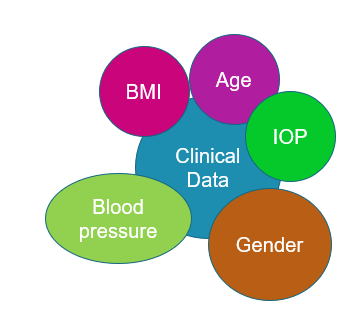 Age
BMI
IOP
Clinical
Data
Blood
pressure
Gender